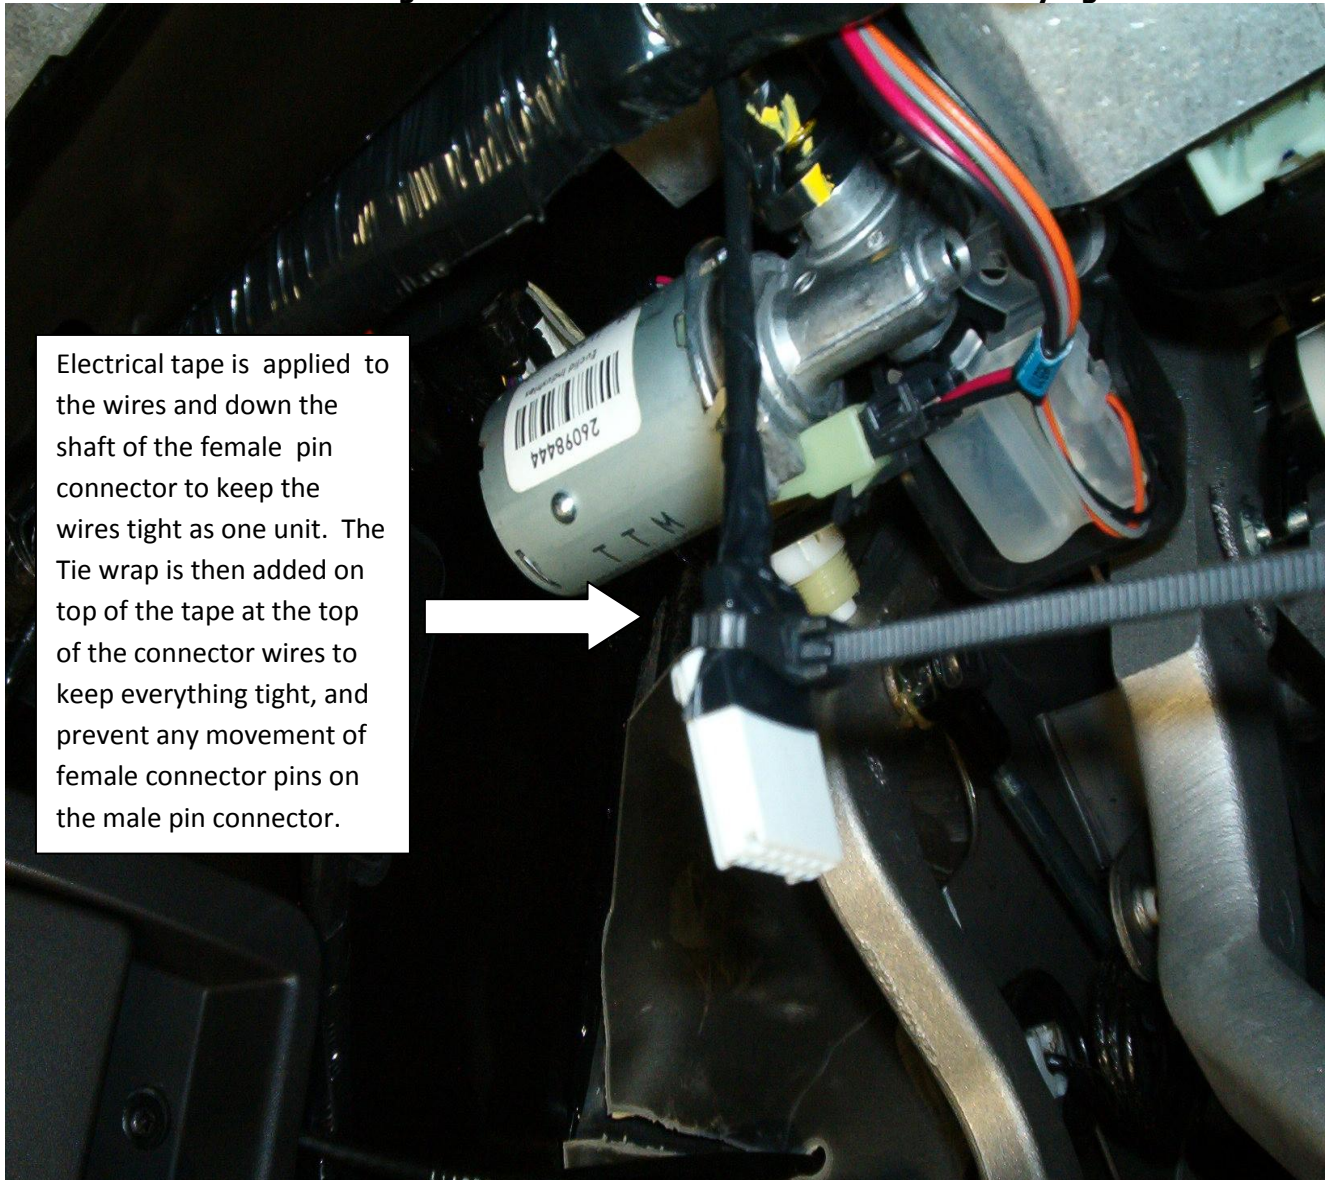 Electrical tape is applied to
the wires and down the
shaft of the female pin
connector to keep the
wires tight as one unit. The
Tie wrap is then added on
top of the tape at the top
of the connector wires to
keep everything tight, and
prevent any movement of
female connector pins on
the male pin connector.
26098444
TTM